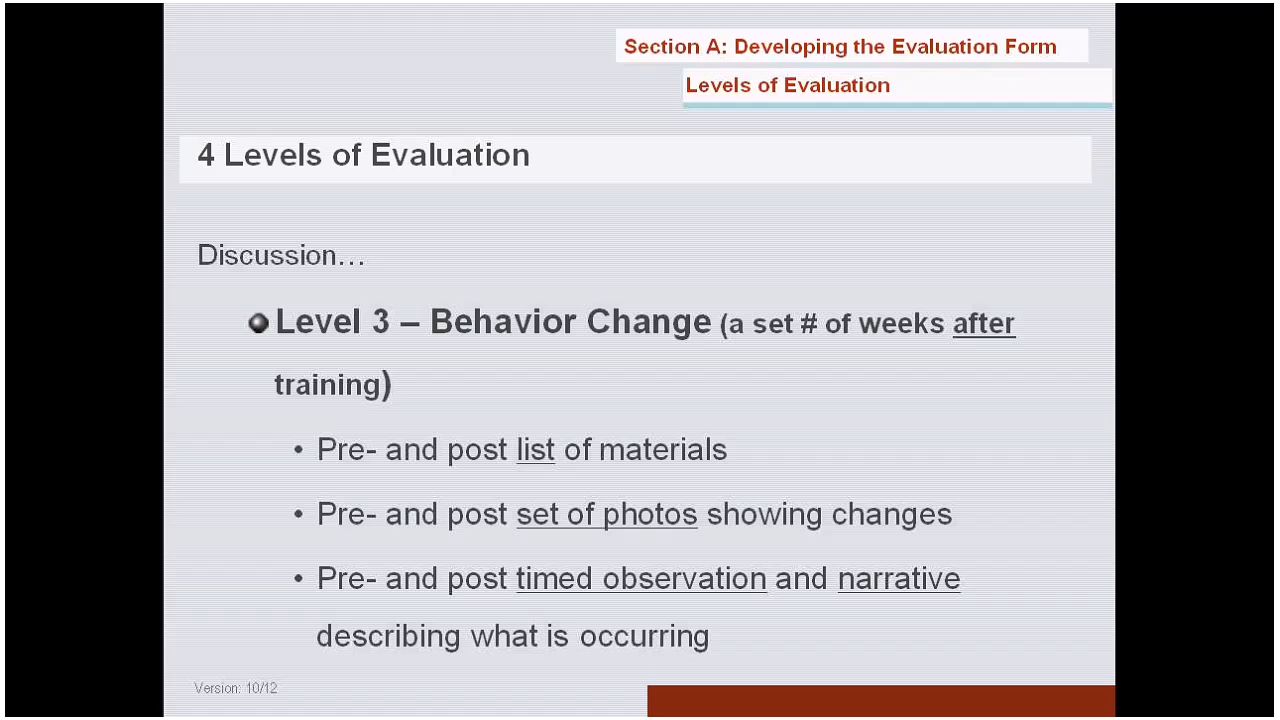 Section A: Developing the Evaluation Form
Levels of Evaluation
4 Levels of Evaluation
Discussion…
Level 3 – Behavior Change (a set # of weeks after
training)
• Pre- and post list of materials
• Pre- and post set of photos showing changes
• Pre- and post timed observation and narrative
describing what is occurring
Version: 10/12